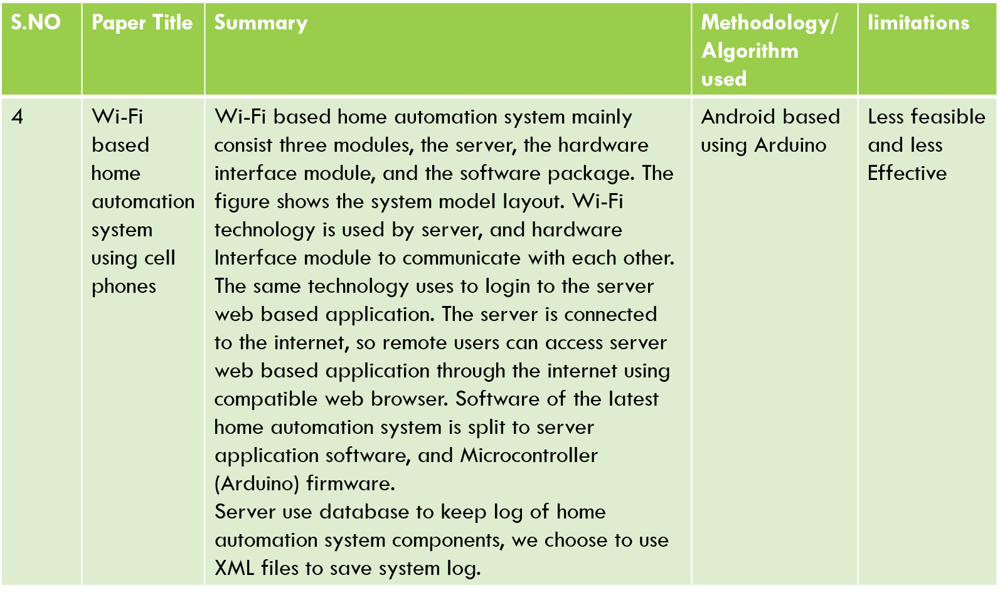 S.NO
Paper Title
Summary
Methodology/
Algorithm
used
limitations
4
Wi-Fi
based
home
automation
system
using cell
phones
Wi-Fi based home automation system mainly
consist three modules, the server, the hardware
interface module, and the software package. The
figure shows the system model layout. Wi-Fi
technology is used by server, and hardware
Interface module to communicate with each other.
The same technology uses to login to the server
web based application. The server is connected
to the internet, so remote users can access server
web based application through the internet using
compatible web browser. Software of the latest
home automation system is split to server
application software, and Microcontroller
(Arduino) firmware.
Server use database to keep log of home
automation system components, we choose to use
XML files to save system log.
Android based
using Arduino
Less feasible
and less
Effective